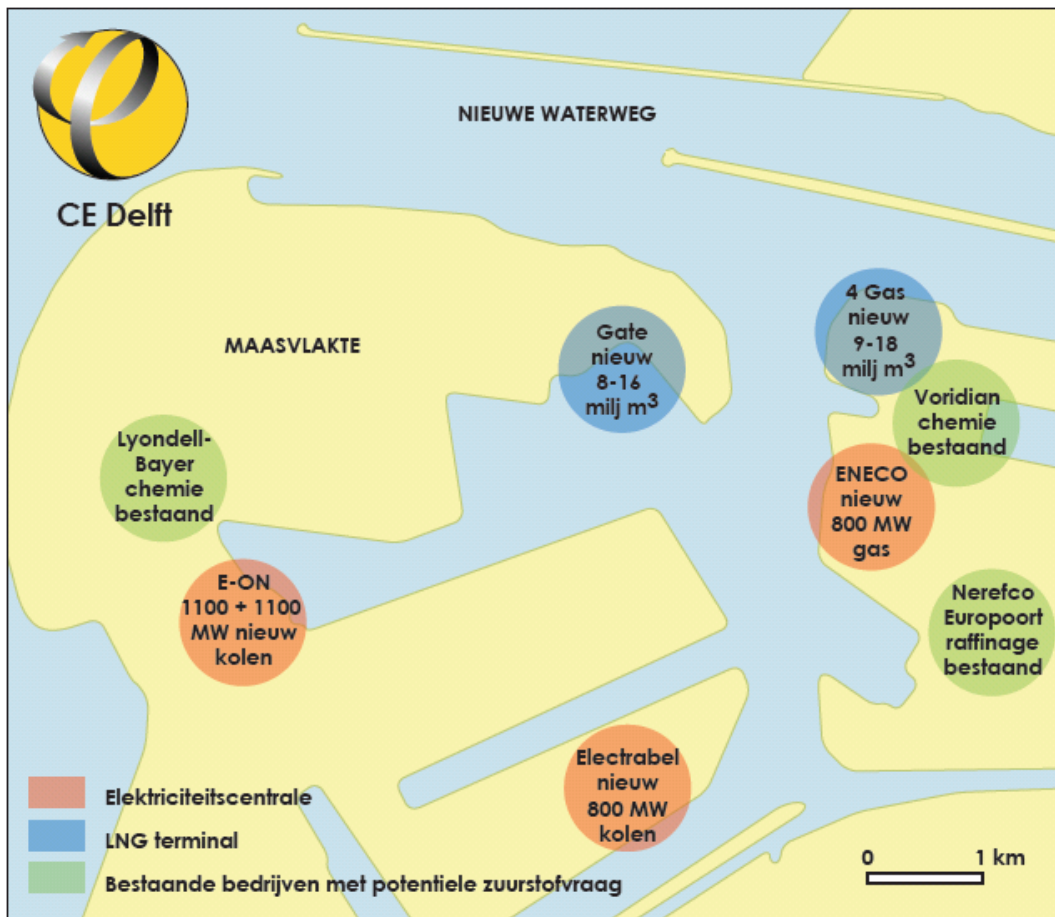 NIEUWE WATERWEG
CE Delft
4 Gas
nieuw
9-18
milj m³
Gate
nieuw
8-16
milj m³
MAASVLAKTE
Voridian
chemie
bestaand
Lyondell-
Bayer
chemie
bestaand
ENECO
nieuw
800 MW
gas
E-ON
1100 + 1100
MW nieuw
kolen
Nerefco
Europoort
raffinage
bestaand
Electrabel
nieuw
800 MW
kolen
Elektriciteitscentrale
LNG terminal
Bestaande bedrijven met potentiele zuurstofvraag
0 1 km